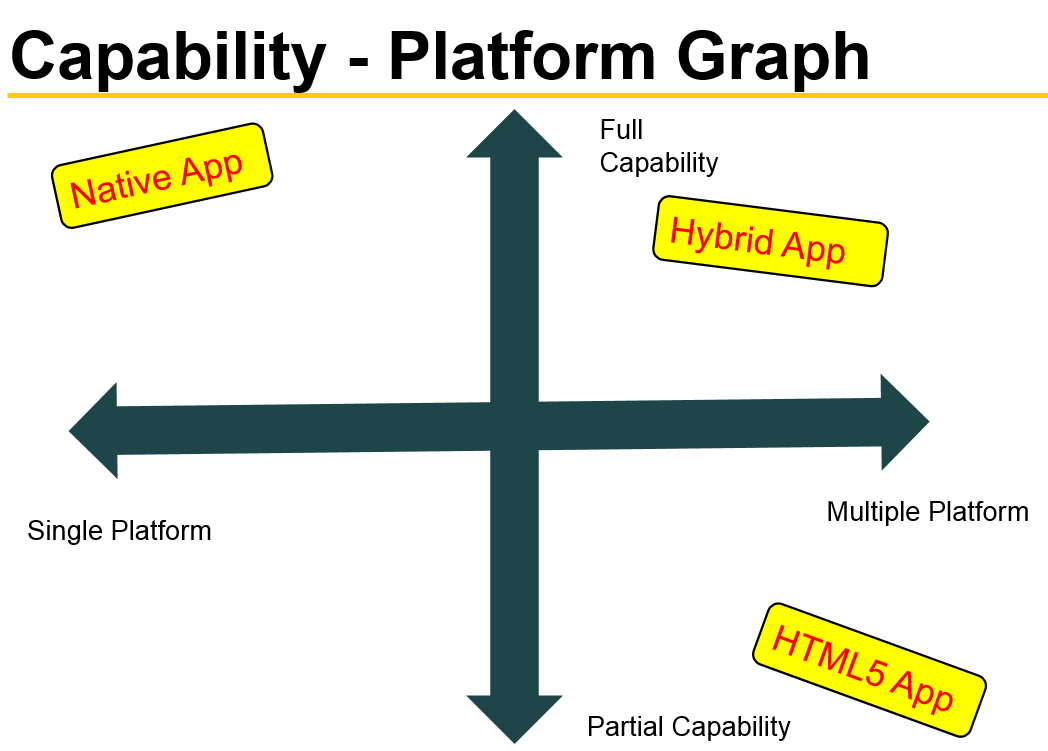 Capability - Platform Graph
Full
Capability
Native App
Hybrid App
Single Platform
Multiple Platform
HTML5 App
Partial Capability